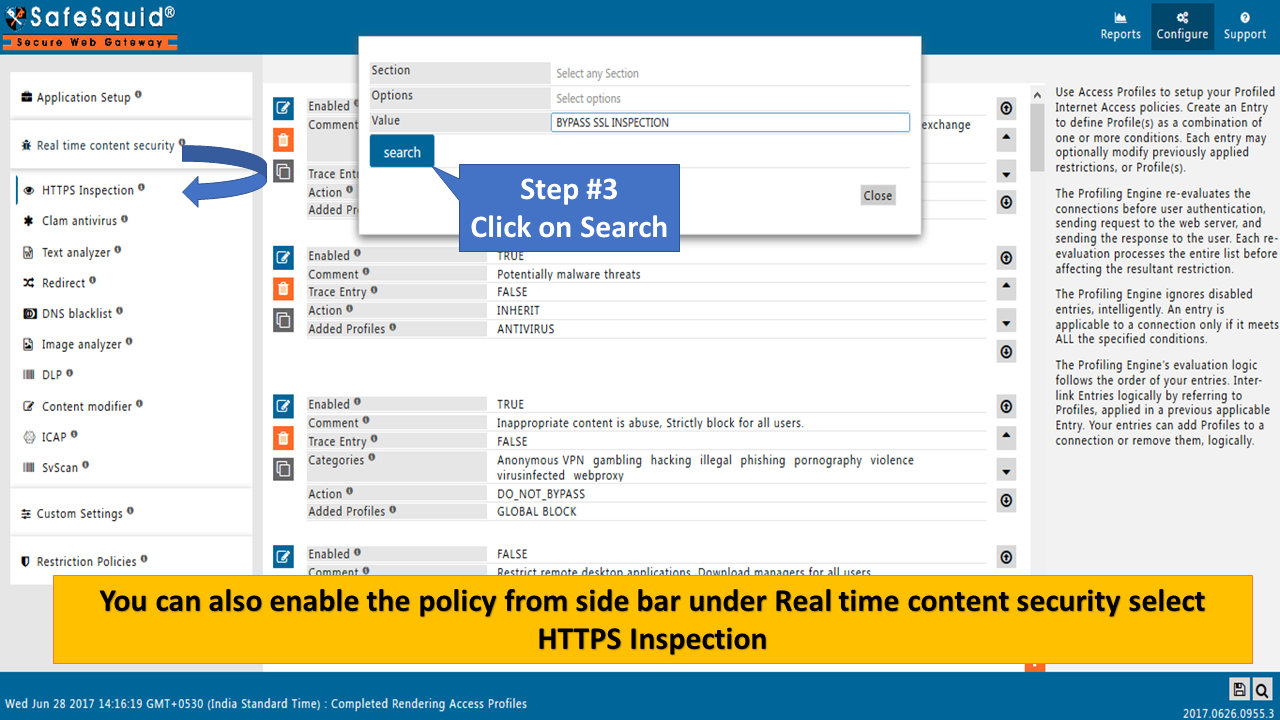 SafeSquid®
Secure Web Gateway
Reports
Configure
Support
Application Setup
Real time content security
HTTPS Inspection
Clam antivirus
Text analyzer
Redirect
DNS blacklist
Image analyzer
DLP
Content modifier
ICAP
SvScan
Custom Settings
Restriction Policies
Section Select any Section
Options Select options
Value BYPASS SSL INSPECTION
search
Close
Step #3
Click on Search
Enabled
Comment exchange
Trace Entr
Action
Added Pr
Enabled TRUE
Comment Potentially malware threats
Trace Entry FALSE
Action INHERIT
Added Profiles ANTIVIRUS
Enabled TRUE
Comment Inappropriate content is abuse, Strictly block for all users.
Trace Entry FALSE
Categories Anonymous VPN gambling hacking illegal phishing pornography violence
virusinfected webproxy
Action DO_NOT_BYPASS
Added Profiles GLOBAL BLOCK
Enabled FALSE
Comment Restrict remote desktop applications, Download managers for all users
Use Access Profiles to setup your Profiled
Internet Access policies. Create an Entry
to define Profile(s) as a combination of
one or more conditions. Each entry may
optionally modify previously applied
restrictions, or Profile(s).
The Profiling Engine re-evaluates the
connections before user authentication,
sending request to the web server, and
sending the response to the user. Each re-
evaluation processes the entire list before
affecting the resultant restriction.
The Profiling Engine ignores disabled
entries, intelligently. An entry is
applicable to a connection only if it meets
ALL the specified conditions.
The Profiling Engine's evaluation logic
follows the order of your entries. Inter-
link Entries logically by referring to
Profiles, applied in a previous applicable
Entry. Your entries can add Profiles to a
connection or remove them, logically.
You can also enable the policy from side bar under Real time content security select
HTTPS Inspection
Wed Jun 28 2017 14:16:19 GMT+0530 (India Standard Time) : Completed Rendering Access Profiles
2017.0626.0955.3